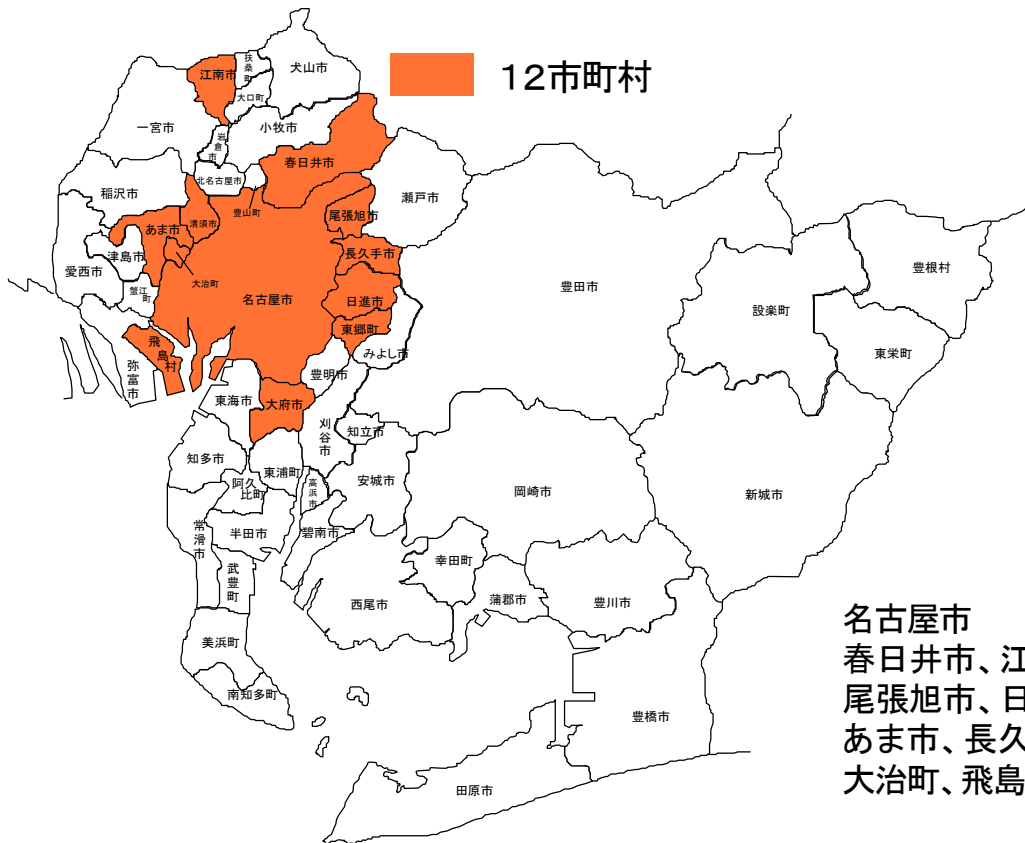 12市町村
犬山市
扶桑町
江南市
大口町
一宮市
小牧市
岩倉市
春日井市
北名古屋市
瀬戸市
稲沢市
豊山町
尾張旭市
清須市
あま市
津島市
長久手市
愛西市
大治町
豊根村
豊田市
蟹江町
名古屋市
日進市
設楽町
東郷町
飛島村
みよし市
東栄町
弥富市
豊明市
東海市
大府市
刈谷市
知立市
知多市
東浦町
安城市
阿久比町
高浜市
岡崎市
新城市
常滑市
半田市
碧南市
幸田町
武豊町
西尾市
蒲郡市
豊川市
美浜町
南知多町
豊橋市
田原市
名古屋市
春日井市、江
尾張旭市、日
あま市、長久
大治町、飛島